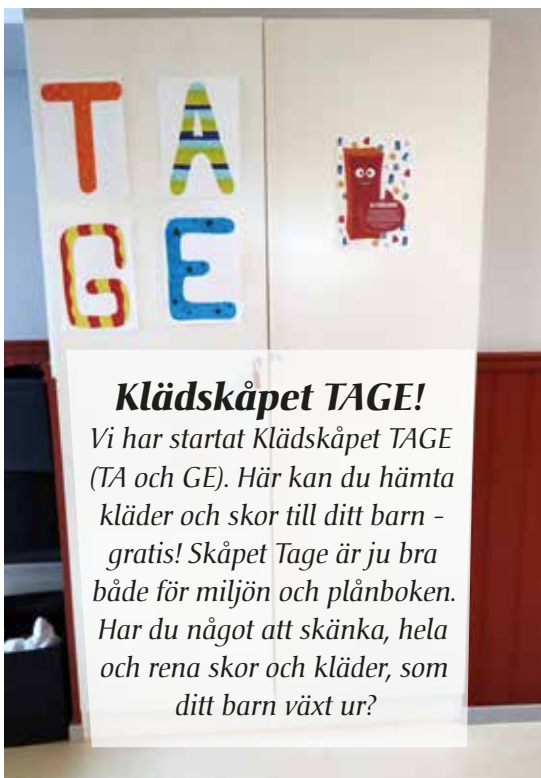 TA
GE
Klädskåpet TAGE!
Vi har startat Klädskåpet TAGE
(TA och GE). Här kan du hämta
kläder och skor till ditt barn -
gratis! Skåpet Tage är ju bra
både för miljön och plånboken.
Har du något att skänka, hela
och rena skor och kläder, som
ditt barn växt ur?